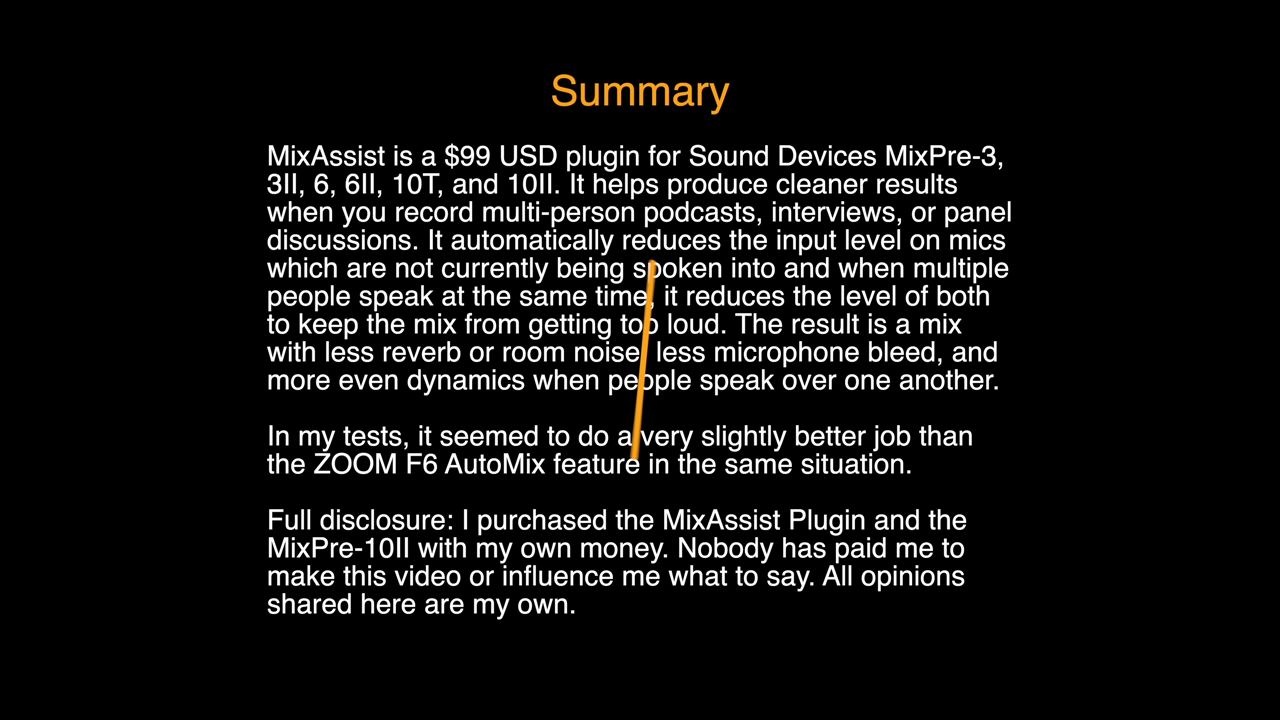 Summary
MixAssist is a $99 USD plugin for Sound Devices MixPre-3,
3II, 6, 6II, 10T, and 10II. It helps produce cleaner results
when you record multi-person podcasts, interviews, or panel
discussions. It automatically reduces the input level on mics
which are not currently being spoken into and when multiple
people speak at the same time, it reduces the level of both
to keep the mix from getting too loud. The result is a mix
with less reverb or room noise, less microphone bleed, and
more even dynamics when people speak over one another.
In my tests, it seemed to do a very slightly better job than
the ZOOM F6 AutoMix feature in the same situation.
Full disclosure: I purchased the MixAssist Plugin and the
MixPre-10II with my own money. Nobody has paid me to
make this video or influence me what to say. All opinions
shared here are my own.